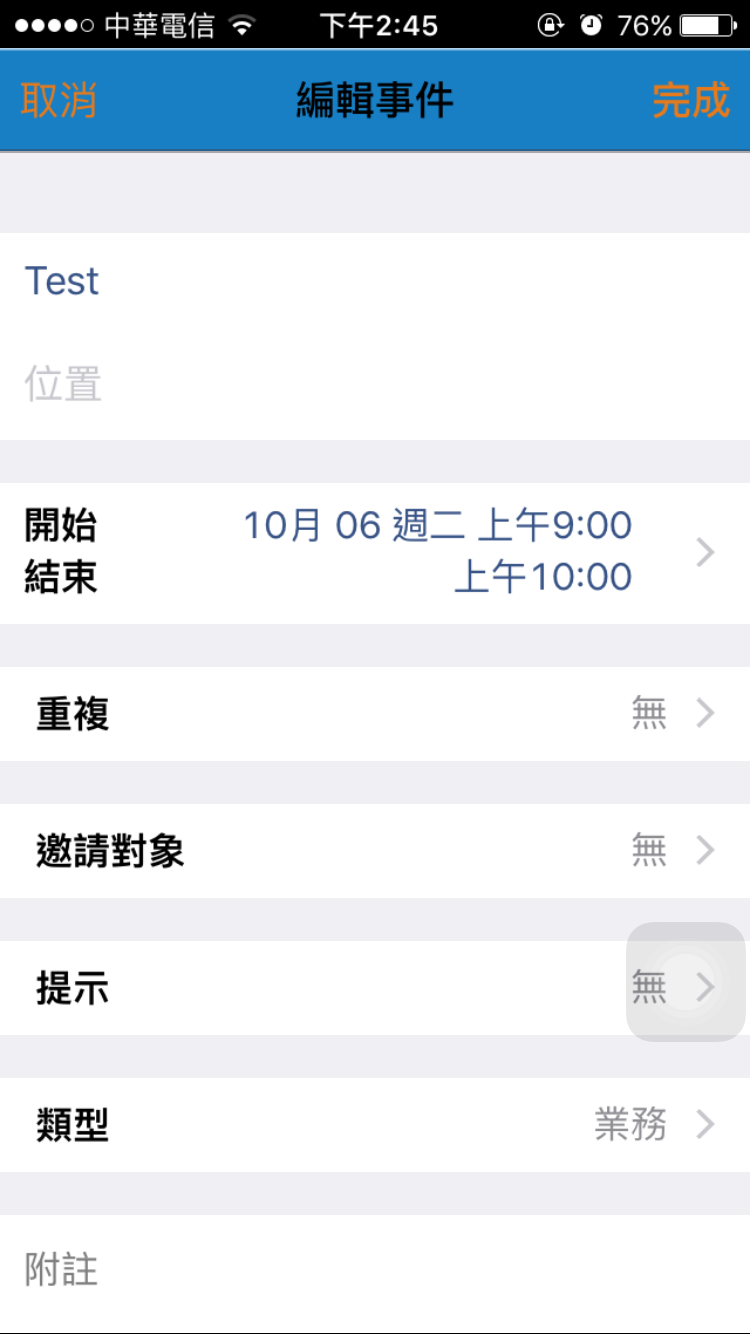 中華電信 下午2:45 76%
取消 編輯事件 完成
Test
位置
開始 10月 06 週二 上午9:00
結束 上午10:00
重複 無
邀請對象 無
提示 無
類型 業務
附註